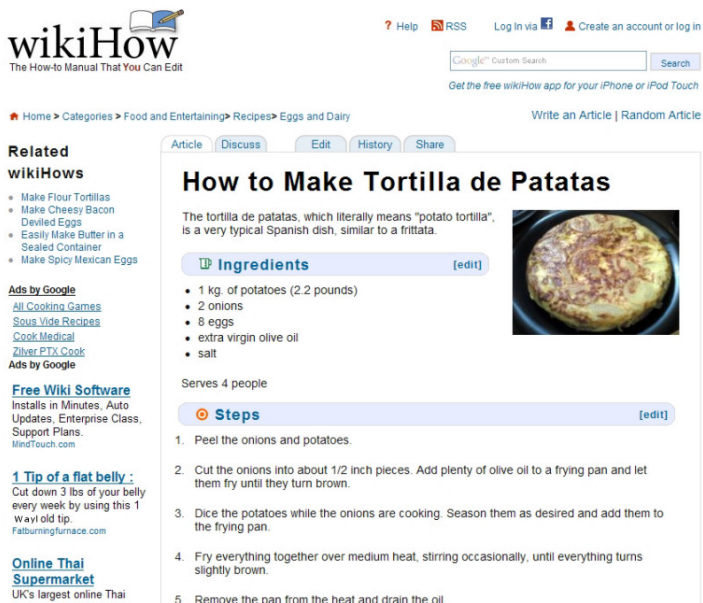 wikiHow
The How-to Manual That You Can Edit
? Help RSS Log In via f Create an account or log in
Google™ Custom Search Search
Get the free wikiHow app for your iPhone or iPod Touch
Home > Categories > Food and Entertaining> Recipes> Eggs and Dairy
Write an Article | Random Article
Related
wikiHows
Make Flour Tortillas
Make Cheesy Bacon
Deviled Eggs
Easily Make Butter in a
Sealed Container
Make Spicy Mexican Eggs
Ads by Google
All Cooking Games
Sous Vide Recipes
Cook Medical
Zilver PTX Cook
Ads by Google
Free Wiki Software
Installs in Minutes, Auto
Updates, Enterprise Class,
Support Plans.
MindTouch.com
1 Tip of a flat belly :
Cut down 3 lbs of your belly
every week by using this 1
wayl old tip.
Fatburningfurnace.com
Online Thai
Supermarket
UK's largest online Thai
Article Discuss Edit History Share
How to Make Tortilla de Patatas
The tortilla de patatas, which literally means "potato tortilla",
is a very typical Spanish dish, similar to a frittata.
Ingredients [edit]
• 1 kg. of potatoes (2.2 pounds)
• 2 onions
• 8 eggs
• extra virgin olive oil
• salt
Serves 4 people
Steps [edit]
1. Peel the onions and potatoes.
2. Cut the onions into about 1/2 inch pieces. Add plenty of olive oil to a frying pan and let
them fry until they turn brown.
3. Dice the potatoes while the onions are cooking. Season them as desired and add them to
the frying pan.
4. Fry everything together over medium heat, stirring occasionally, until everything turns
slightly brown.
5. Remove the pan from the heat and drain the oil.